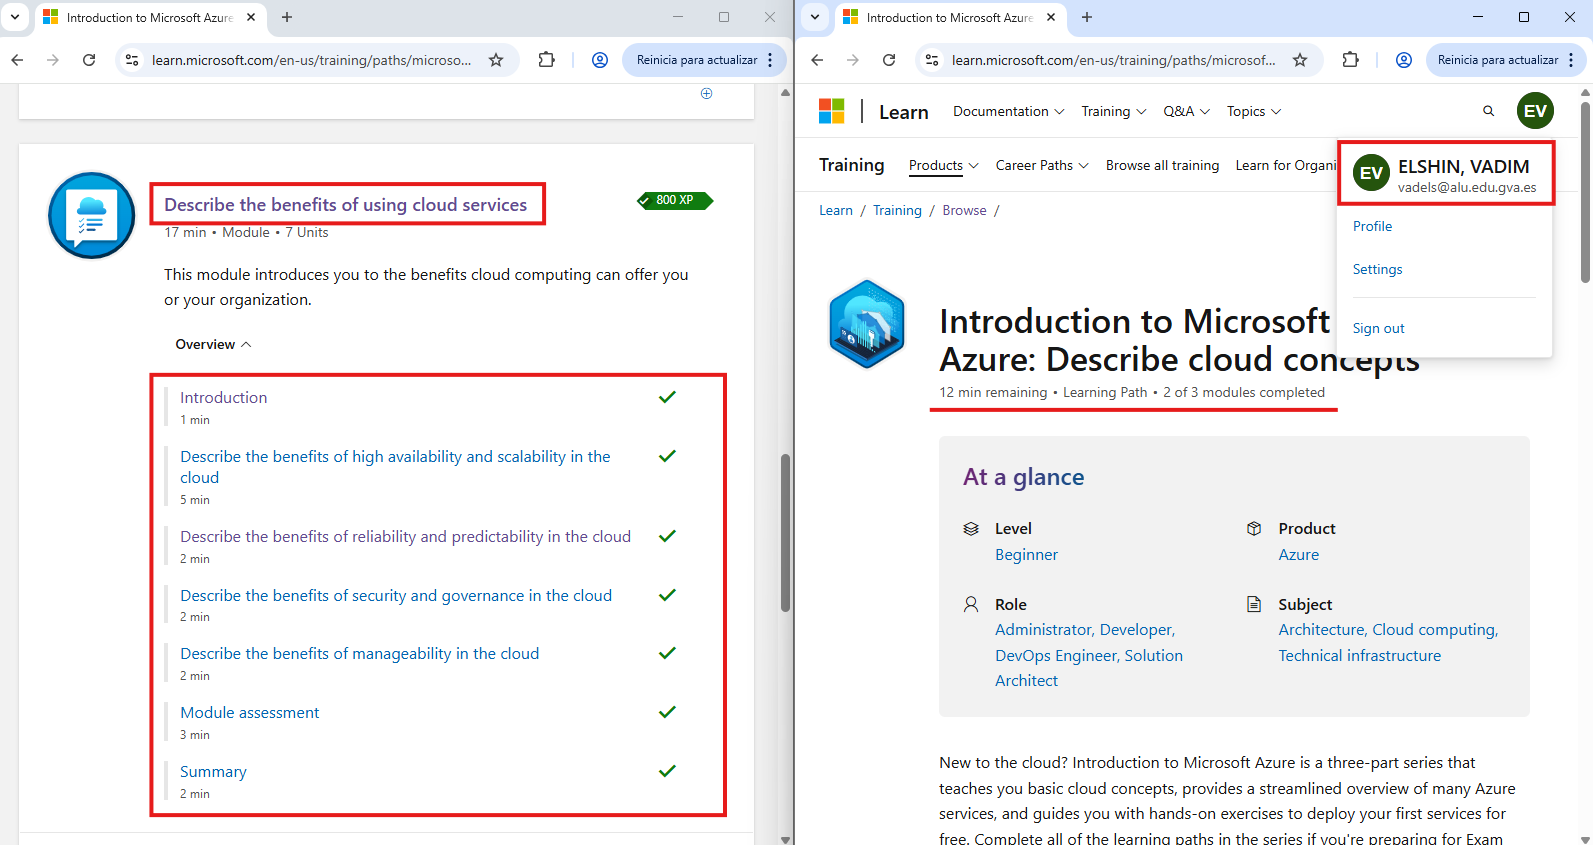 Introduction to Microsoft Azure
learn.microsoft.com/en-us/training/paths/microso...
Reinicia para actualizar
Describe the benefits of using cloud services
800 XP
17 min • Module • 7 Units
This module introduces you to the benefits cloud computing can offer you
or your organization.
Overview
Introduction
1 min
Describe the benefits of high availability and scalability in the
cloud
5 min
Describe the benefits of reliability and predictability in the cloud
2 min
Describe the benefits of security and governance in the cloud
2 min
Describe the benefits of manageability in the cloud
2 min
Module assessment
3 min
Summary
2 min
Introduction to Microsoft Azure
learn.microsoft.com/en-us/training/paths/microsof...
Reinicia para actualizar
Learn Documentation Training Q&A Topics
EV
Training Products Career Paths Browse all training Learn for Organi
EV ELSHIN, VADIM
vadels@alu.edu.gva.es
Profile
Settings
Sign out
Learn / Training / Browse /
Introduction to Microsoft
Azure: Describe cloud concepts
12 min remaining • Learning Path • 2 of 3 modules completed
At a glance
Level
Beginner
Product
Azure
Role
Administrator, Developer,
DevOps Engineer, Solution
Architect
Subject
Architecture, Cloud computing,
Technical infrastructure
New to the cloud? Introduction to Microsoft Azure is a three-part series that
teaches you basic cloud concepts, provides a streamlined overview of many Azure
services, and guides you with hands-on exercises to deploy your first services for
free. Complete all of the learning paths in the series if you're preparing for Exam